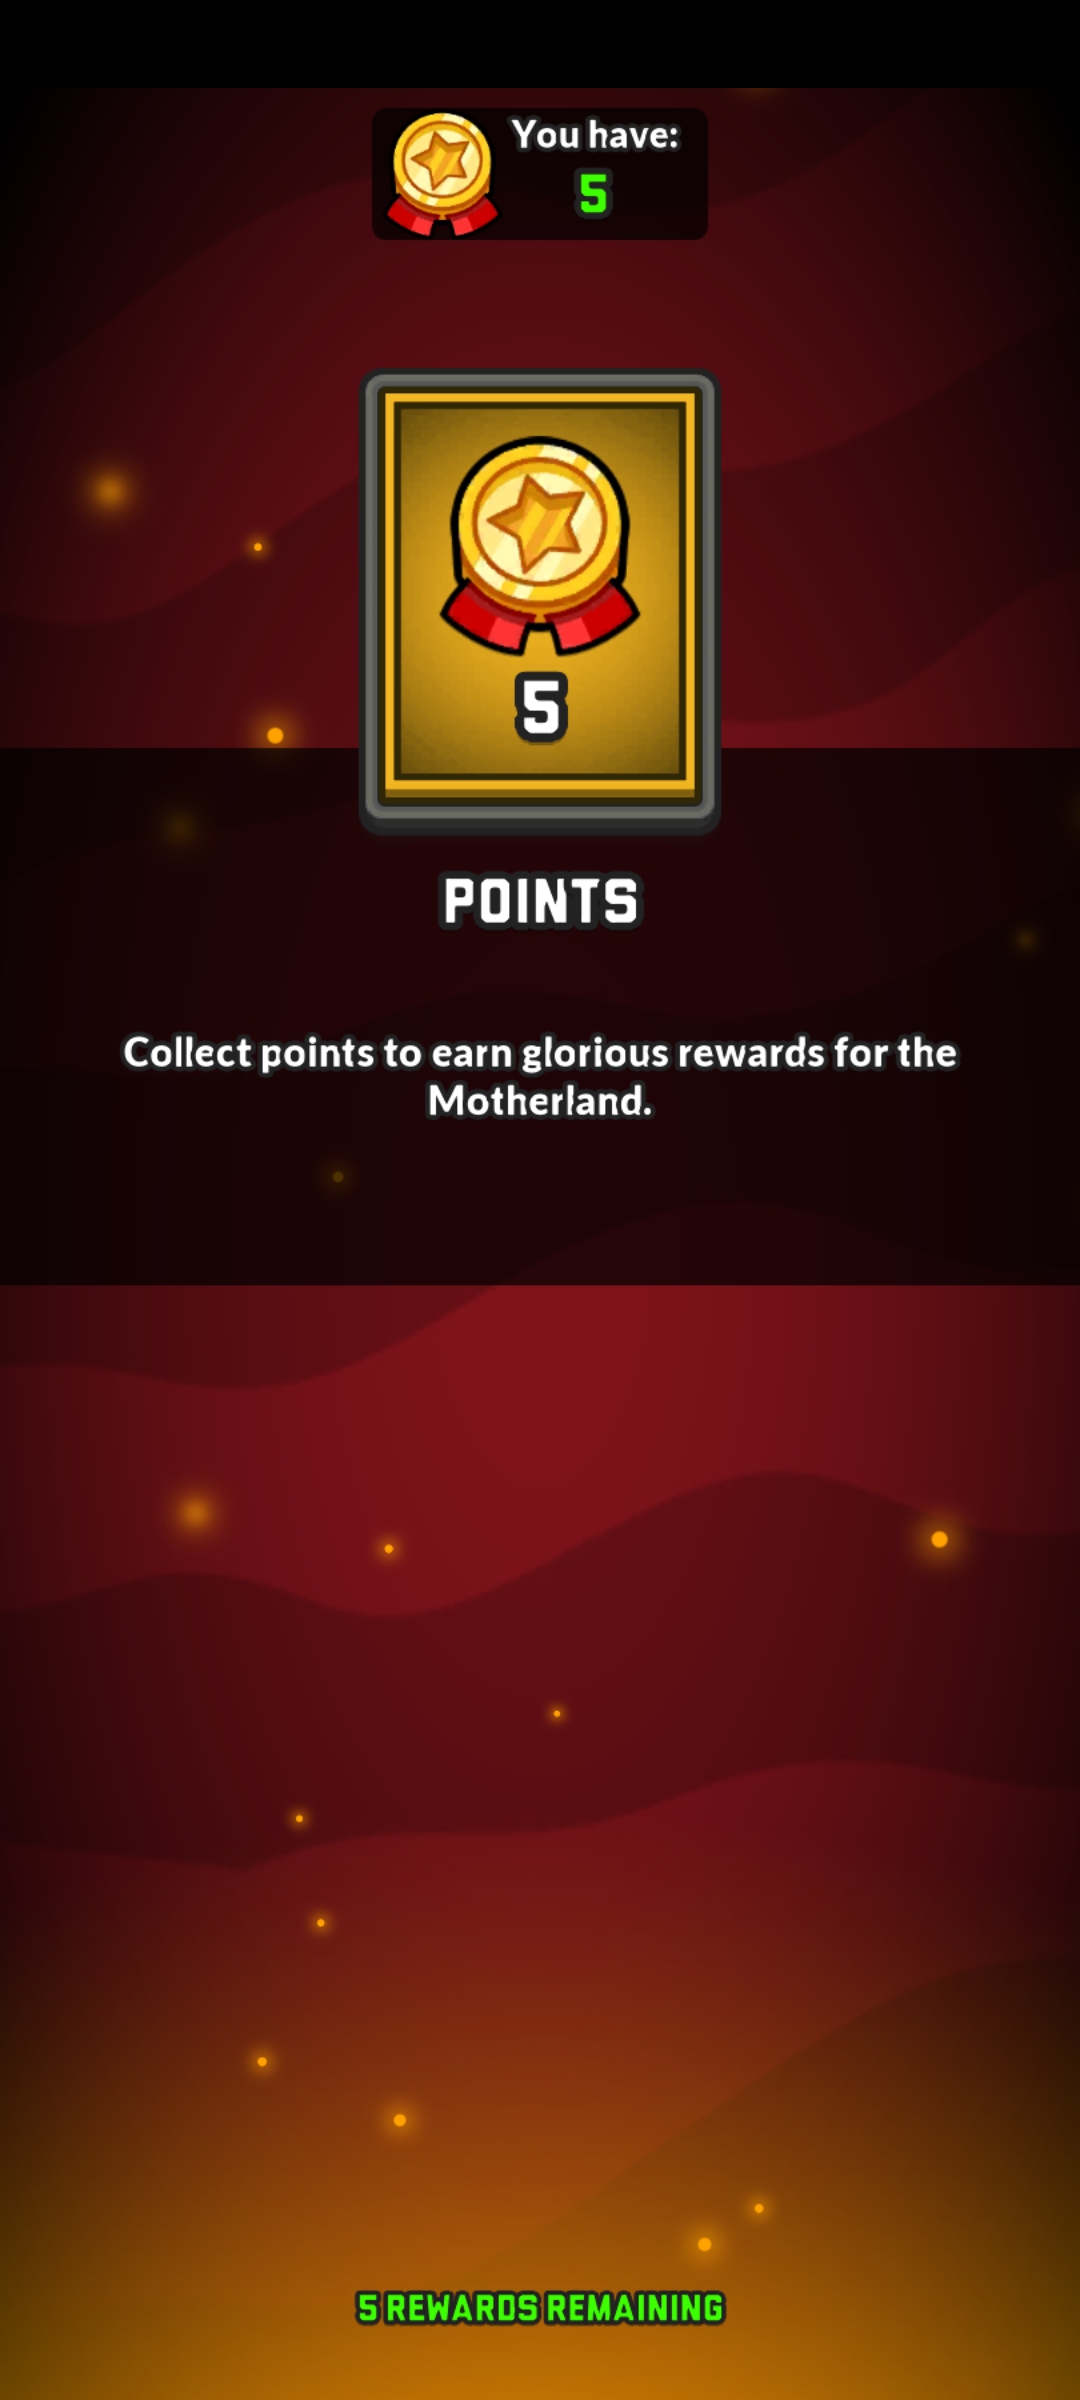 You have:
5
5
POINTS
Collect points to earn glorious rewards for the
Motherland.
5 REWARDS REMAINING